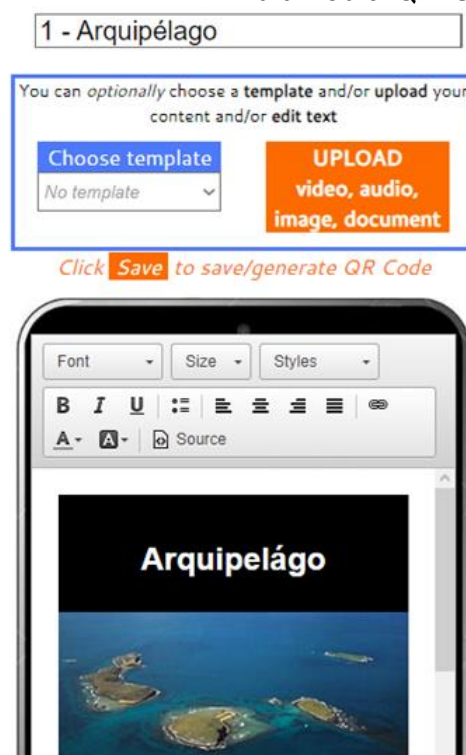 1 - Arquipélago
You can optionally choose a template and/or upload your
content and/or edit text
Choose template
No template
UPLOAD
video, audio,
image, document
Click Save to save/generate QR Code
Font
Size
Styles
B I U
A
A
Source
Arquipelágo